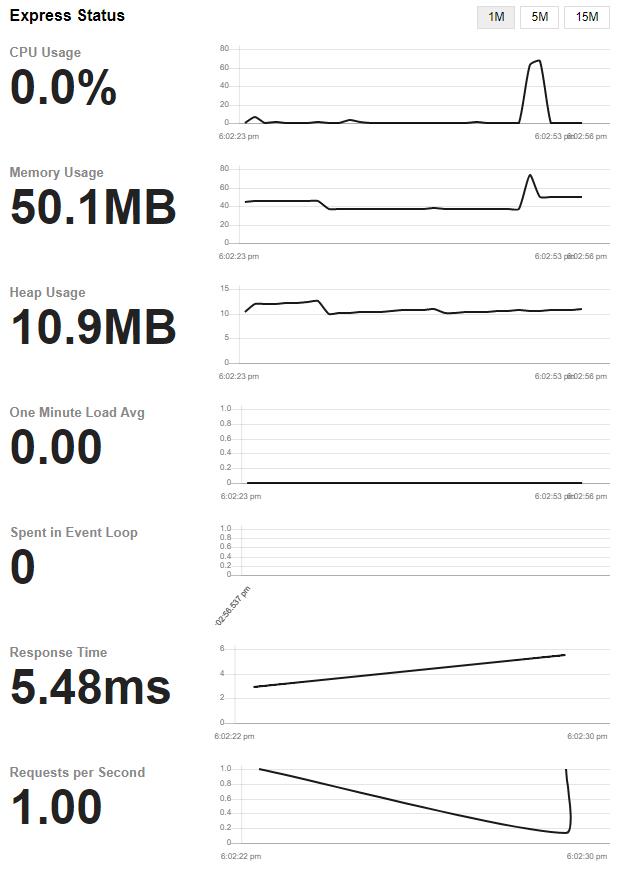 Express Status
1M 5M 15M
CPU Usage
0.0%
80
60
40
20
0
6:02:23 pm 6:02:53 pm 6:02:56 pm
Memory Usage
50.1MB
80
60
40
20
0
6:02:23 pm 6:02:53 pm 6:02:56 pm
Heap Usage
10.9MB
15
10
5
0
6:02:23 pm 6:02:53 pm 6:02:56 pm
One Minute Load Avg
0.00
1.0
0.8
0.6
0.4
0.2
0
6:02:23 pm 6:02:53 pm 6:02:56 pm
Spent in Event Loop
0
1.0
0.8
0.6
0.4
0.2
0
:02:56.537 pm
Response Time
5.48ms
6
4
2
0
6:02:22 pm 6:02:30 pm
Requests per Second
1.00
1.0
0.8
0.6
0.4
0.2
0
6:02:22 pm 6:02:30 pm